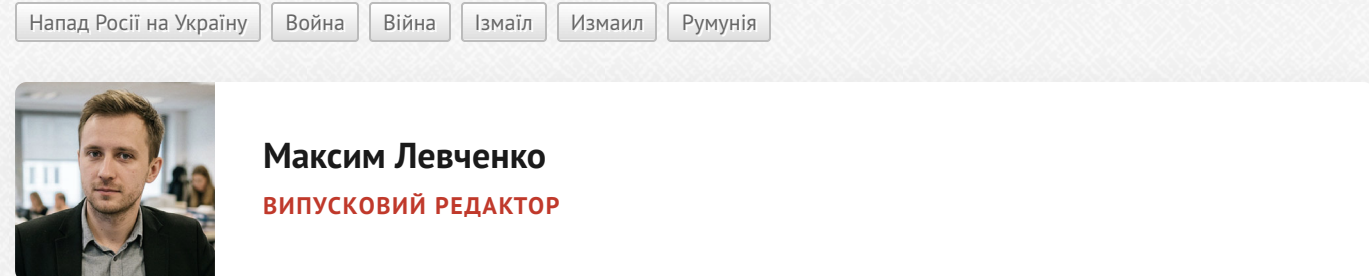 Напад Росії на Україну Война Війна Ізмаїл Измаил Румунія
Максим Левченко
ВИПУСКОВИЙ РЕДАКТОР